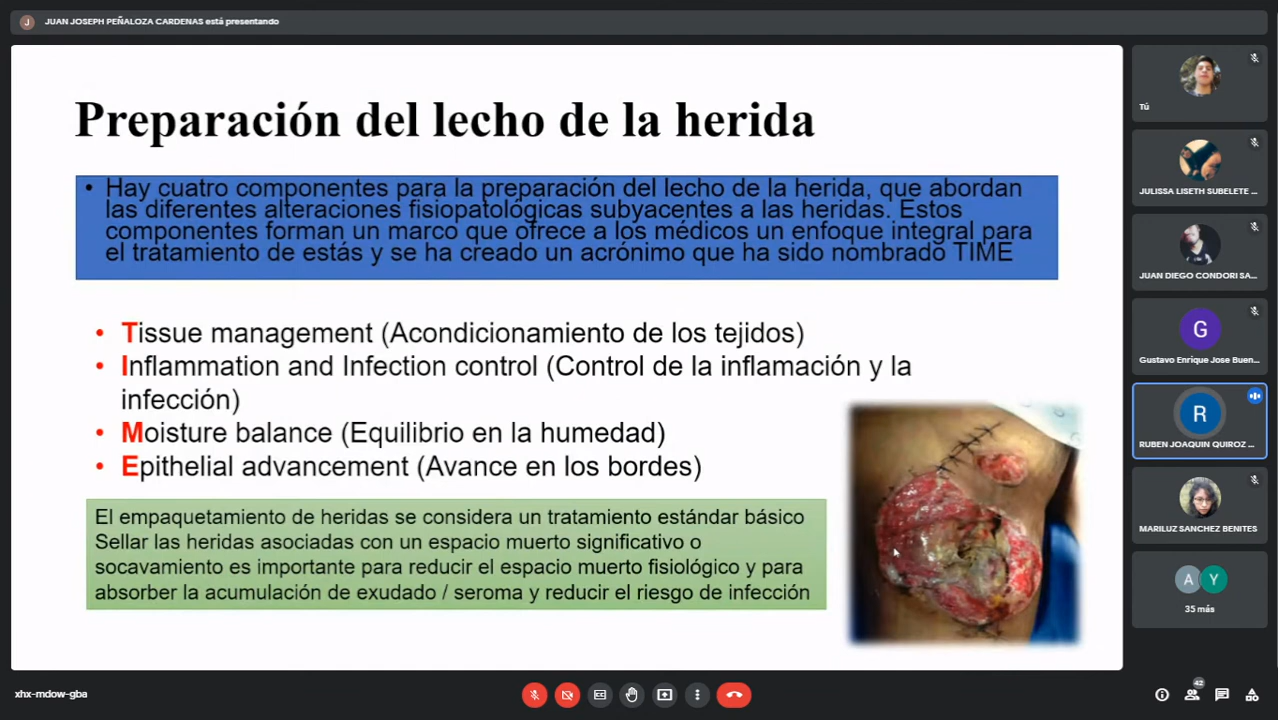 J
JUAN JOSEPH PEÑALOZA CARDENAS está presentando
Preparación del lecho de la herida
• Hay cuatro componentes para la preparación del lecho de la herida, que abordan
las diferentes alteraciones fisiopatológicas subyacentes a las heridas. Estos
componentes forman un marco que ofrece a los médicos un enfoque integral para
el tratamiento de estás y se ha creado un acrónimo que ha sido nombrado TIME
• Tissue management (Acondicionamiento de los tejidos)
• Inflammation and Infection control (Control de la inflamación y la
infección)
• Moisture balance (Equilibrio en la humedad)
• Epithelial advancement (Avance en los bordes)
El empaquetamiento de heridas se considera un tratamiento estándar básico
Sellar las heridas asociadas con un espacio muerto significativo o
socavamiento es importante para reducir el espacio muerto fisiológico y para
absorber la acumulación de exudado / seroma y reducir el riesgo de infección
Tú
JULISSA LISETH SUBELETE ...
JUAN DIEGO CONDORI SA...
G
Gustavo Enrique Jose Buen...
R
RUBEN JOAQUIN QUIROZ ...
MARILUZ SANCHEZ BENITES
A Y
35 más
xhx-mdow-gba
42